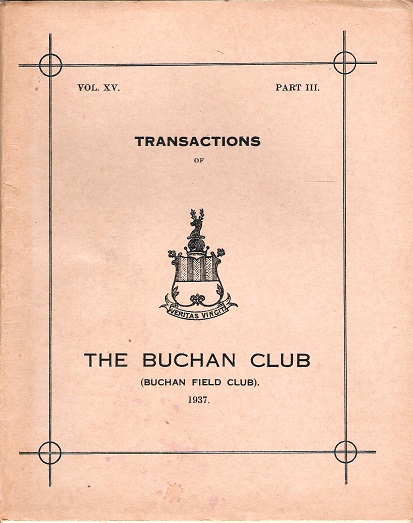 VOL. XV. PART III.
TRANSACTIONS
OF
VERITAS VINCIT
THE BUCHAN CLUB
(BUCHAN FIELD CLUB).
1937.